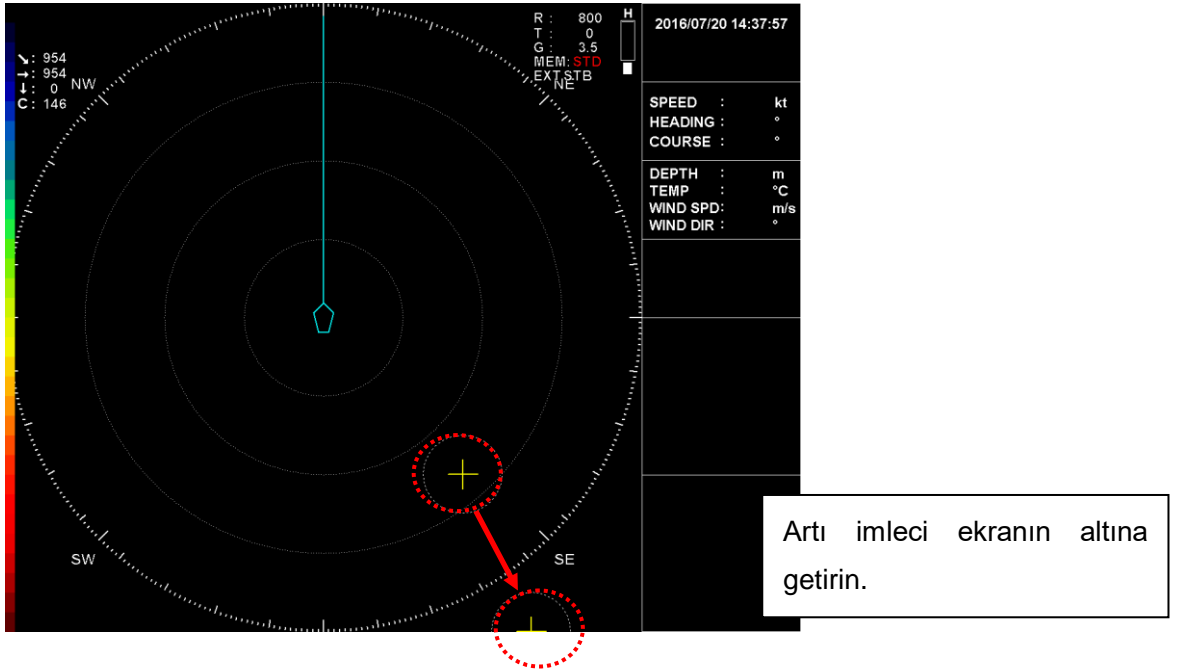 R : 800
T : 0
G : 3.5
MEM: STD
EXT.STB
H
2016/07/20 14:37:57
↘: 954
→: 954
↓: 0
C: 146
NW
NE
SPEED : kt
HEADING : °
COURSE : °
DEPTH : m
TEMP : °C
WIND SPD: m/s
WIND DIR : °
SW
SE
Artı imleci ekranın altına
getirin.